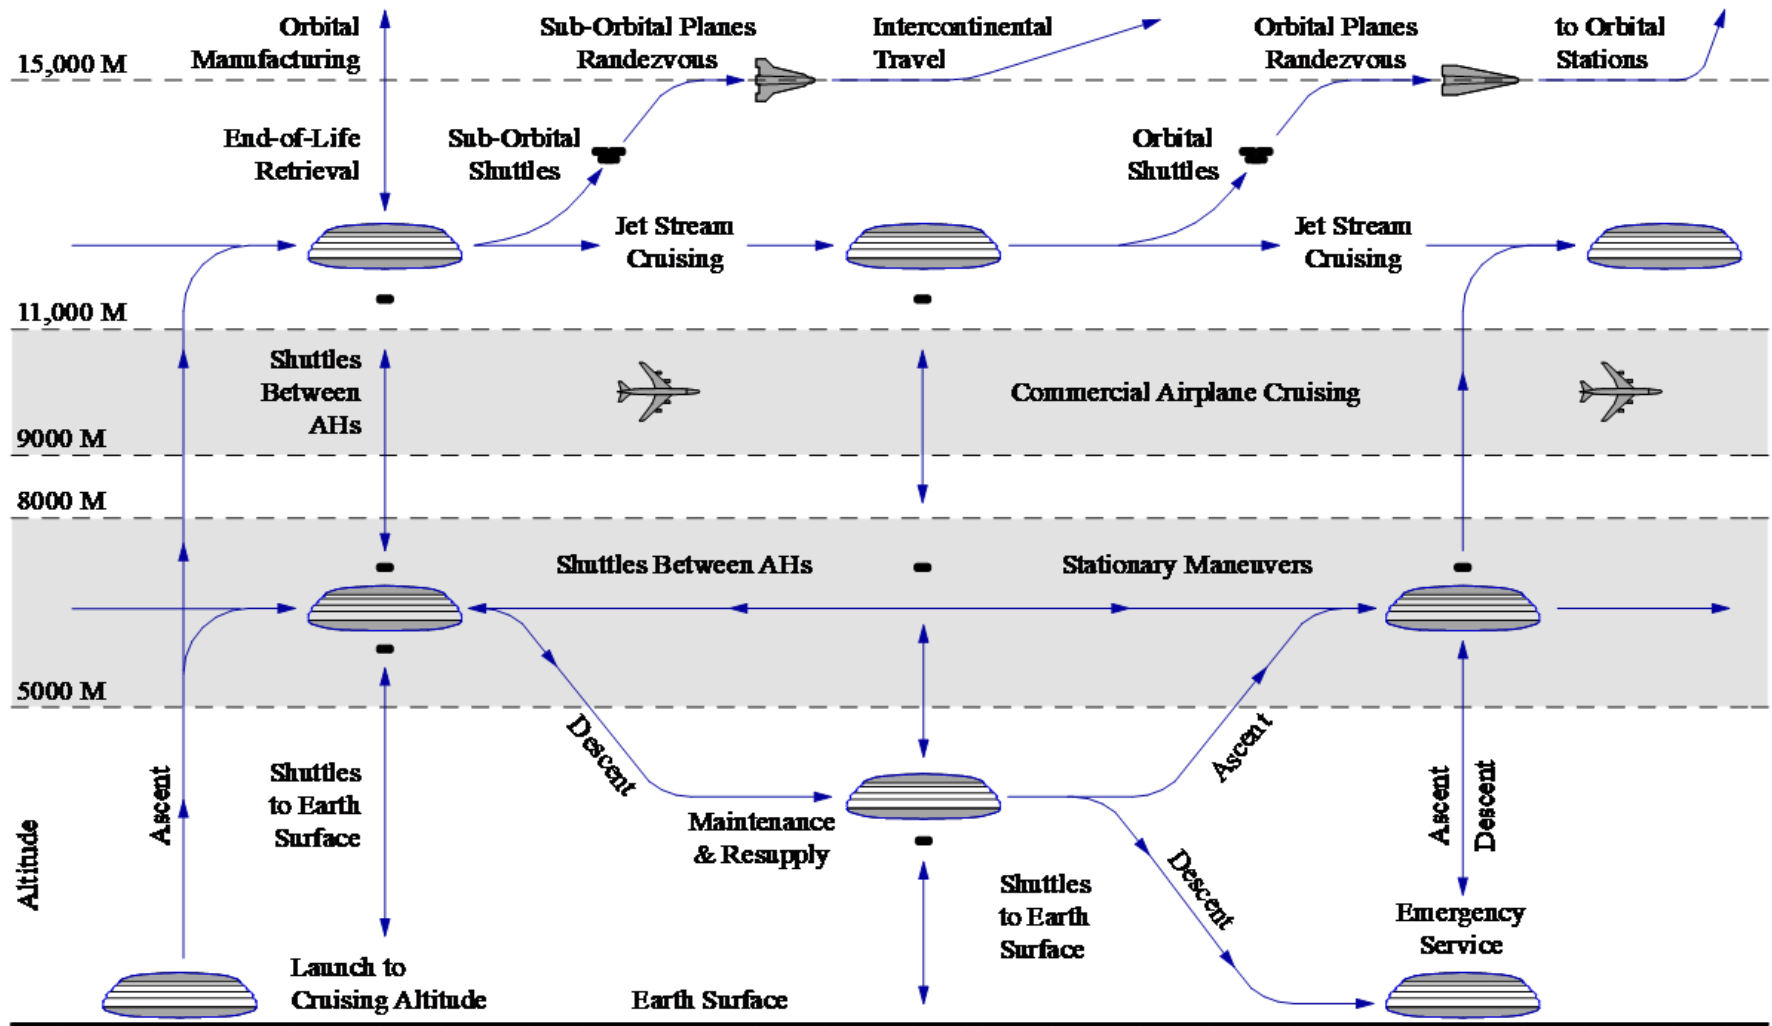 Orbital
Manufacturing
Sub-Orbital Planes
Randezvous
Intercontinental
Travel
Orbital Planes
Randezvous
to Orbital
Stations
15,000 M
End-of-Life
Retrieval
Sub-Orbital
Shuttles
Orbital
Shuttles
Jet Stream
Cruising
Jet Stream
Cruising
11,000 M
Shuttles
Between
AHs
Commercial Airplane Cruising
9000 M
8000 M
Shuttles Between AHs
Stationary Maneuvers
5000 M
Descent
Ascent
Ascent
Shuttles
to Earth
Surface
Maintenance
& Resupply
Ascent
Descent
Altitude
Descent
Shuttles
to Earth
Surface
Emergency
Service
Launch to
Cruising Altitude
Earth Surface